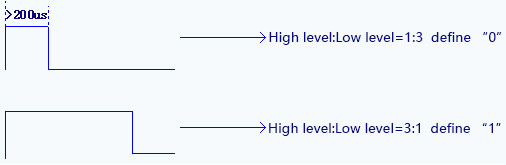 >200us
High level:Low level=1:3 define “0”
High level:Low level=3:1 define “1”